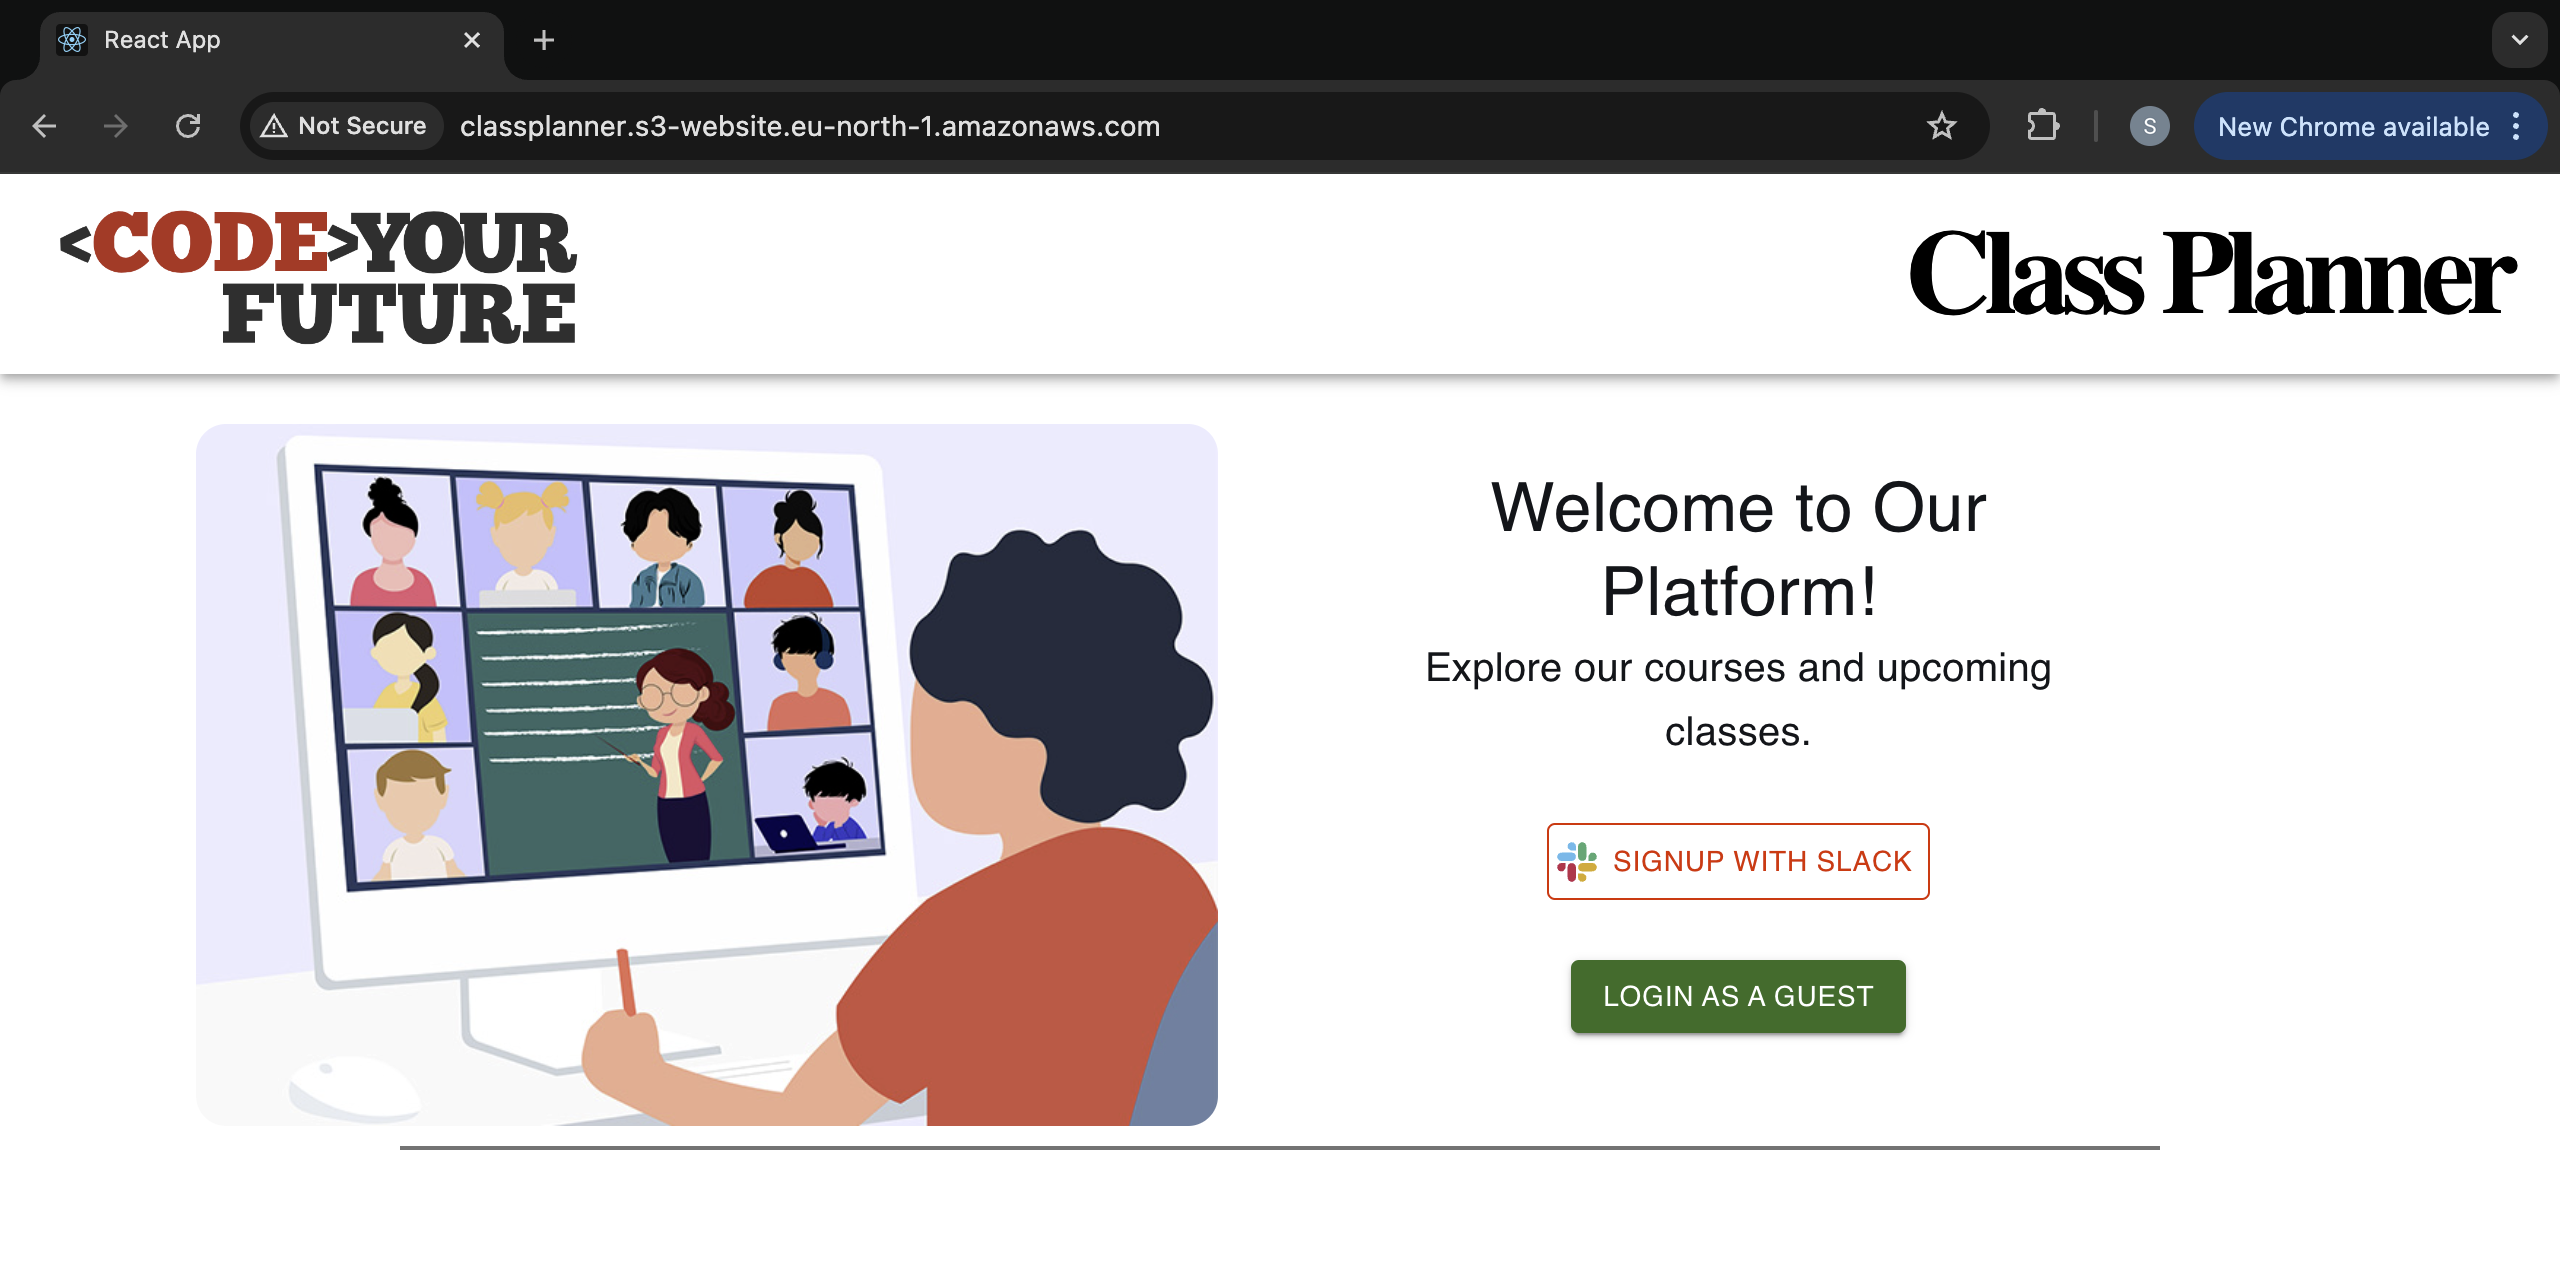 React App
Not Secure
classplanner.s3-website.eu-north-1.amazonaws.com
S
New Chrome available
<CODE>YOUR
FUTURE
Class Planner
Welcome to Our
Platform!
Explore our courses and upcoming
classes.
SIGNUP WITH SLACK
LOGIN AS A GUEST